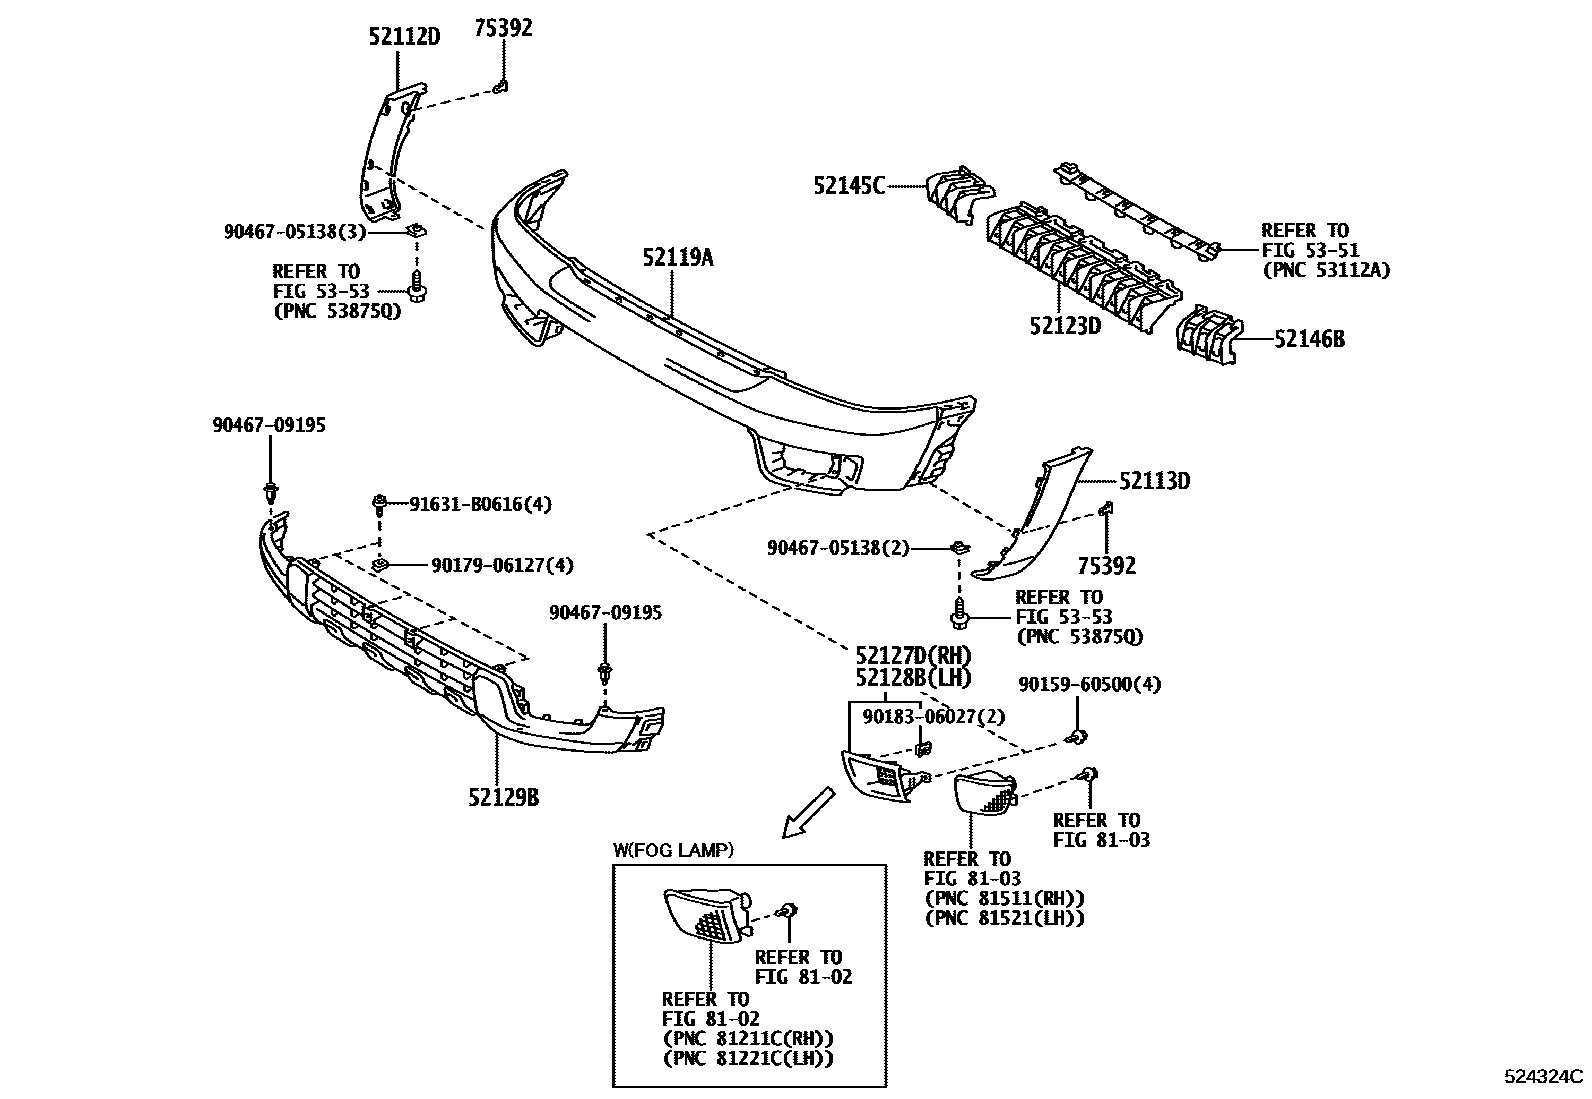 52112D
75392
90467-05138(3)
REFER TO
FIG 53-53
(PNC 53875Q)
52119A
52145C
REFER TO
FIG 53-51
(PNC 53112A)
52123D
52146B
90467-09195
91631-B0616(4)
90179-06127(4)
90467-09195
52129B
52113D
75392
90467-05138(2)
REFER TO
FIG 53-53
(PNC 53875Q)
52127D(RH)
52128B(LH)
90183-06027(2)
90159-60500(4)
REFER TO
FIG 81-03
REFER TO
FIG 81-03
(PNC 81511(RH))
(PNC 81521(LH))
W(FOG LAMP)
REFER TO
FIG 81-02
REFER TO
FIG 81-02
(PNC 81211C(RH))
(PNC 81221C(LH))
524324C